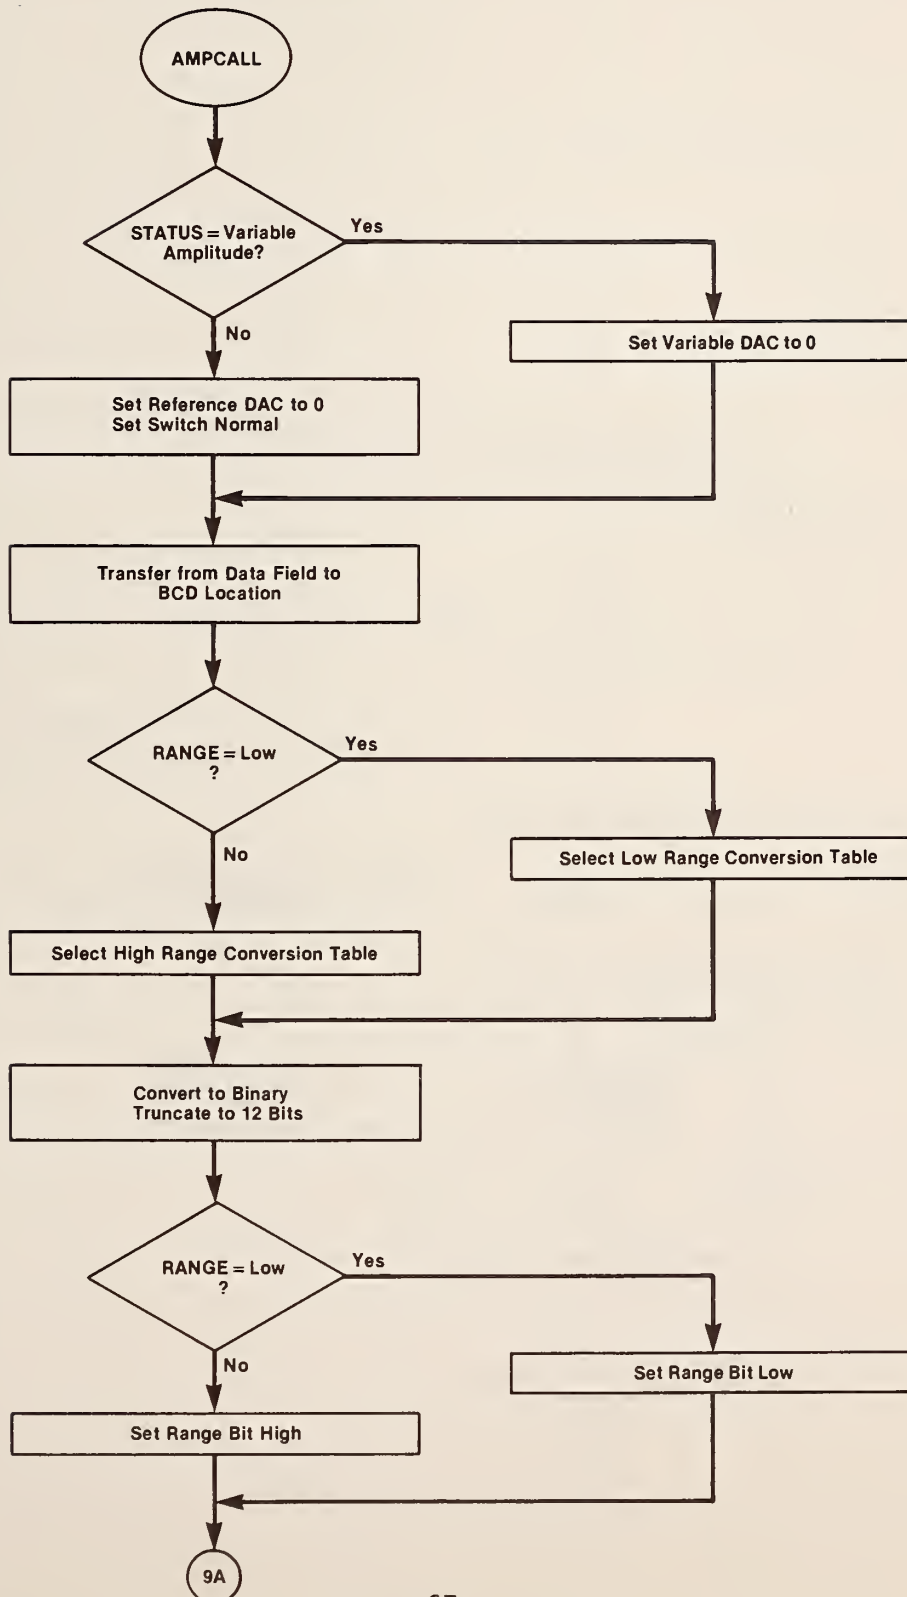 AMPCALL
STATUS = Variable
Amplitude?
Yes
No
Set Variable DAC to 0
Set Reference DAC to 0
Set Switch Normal
Transfer from Data Field to
BCD Location
RANGE = Low
?
Yes
No
Select Low Range Conversion Table
Select High Range Conversion Table
Convert to Binary
Truncate to 12 Bits
RANGE = Low
?
Yes
No
Set Range Bit Low
Set Range Bit High
9A